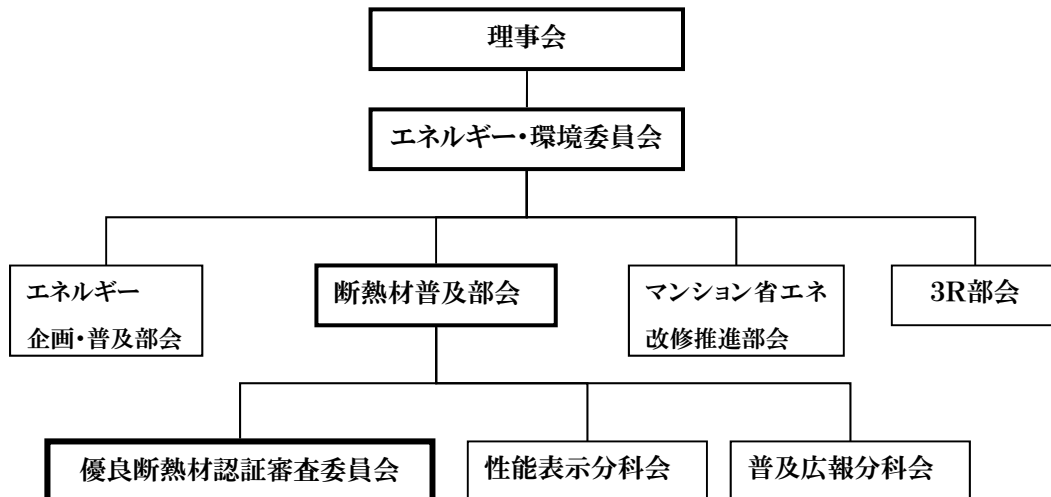 理事会
エネルギー・環境委員会
エネルギー
企画・普及部会
断熱材普及部会
マンション省エネ
改修推進部会
3R部会
優良断熱材認証審査委員会
性能表示分科会
普及広報分科会